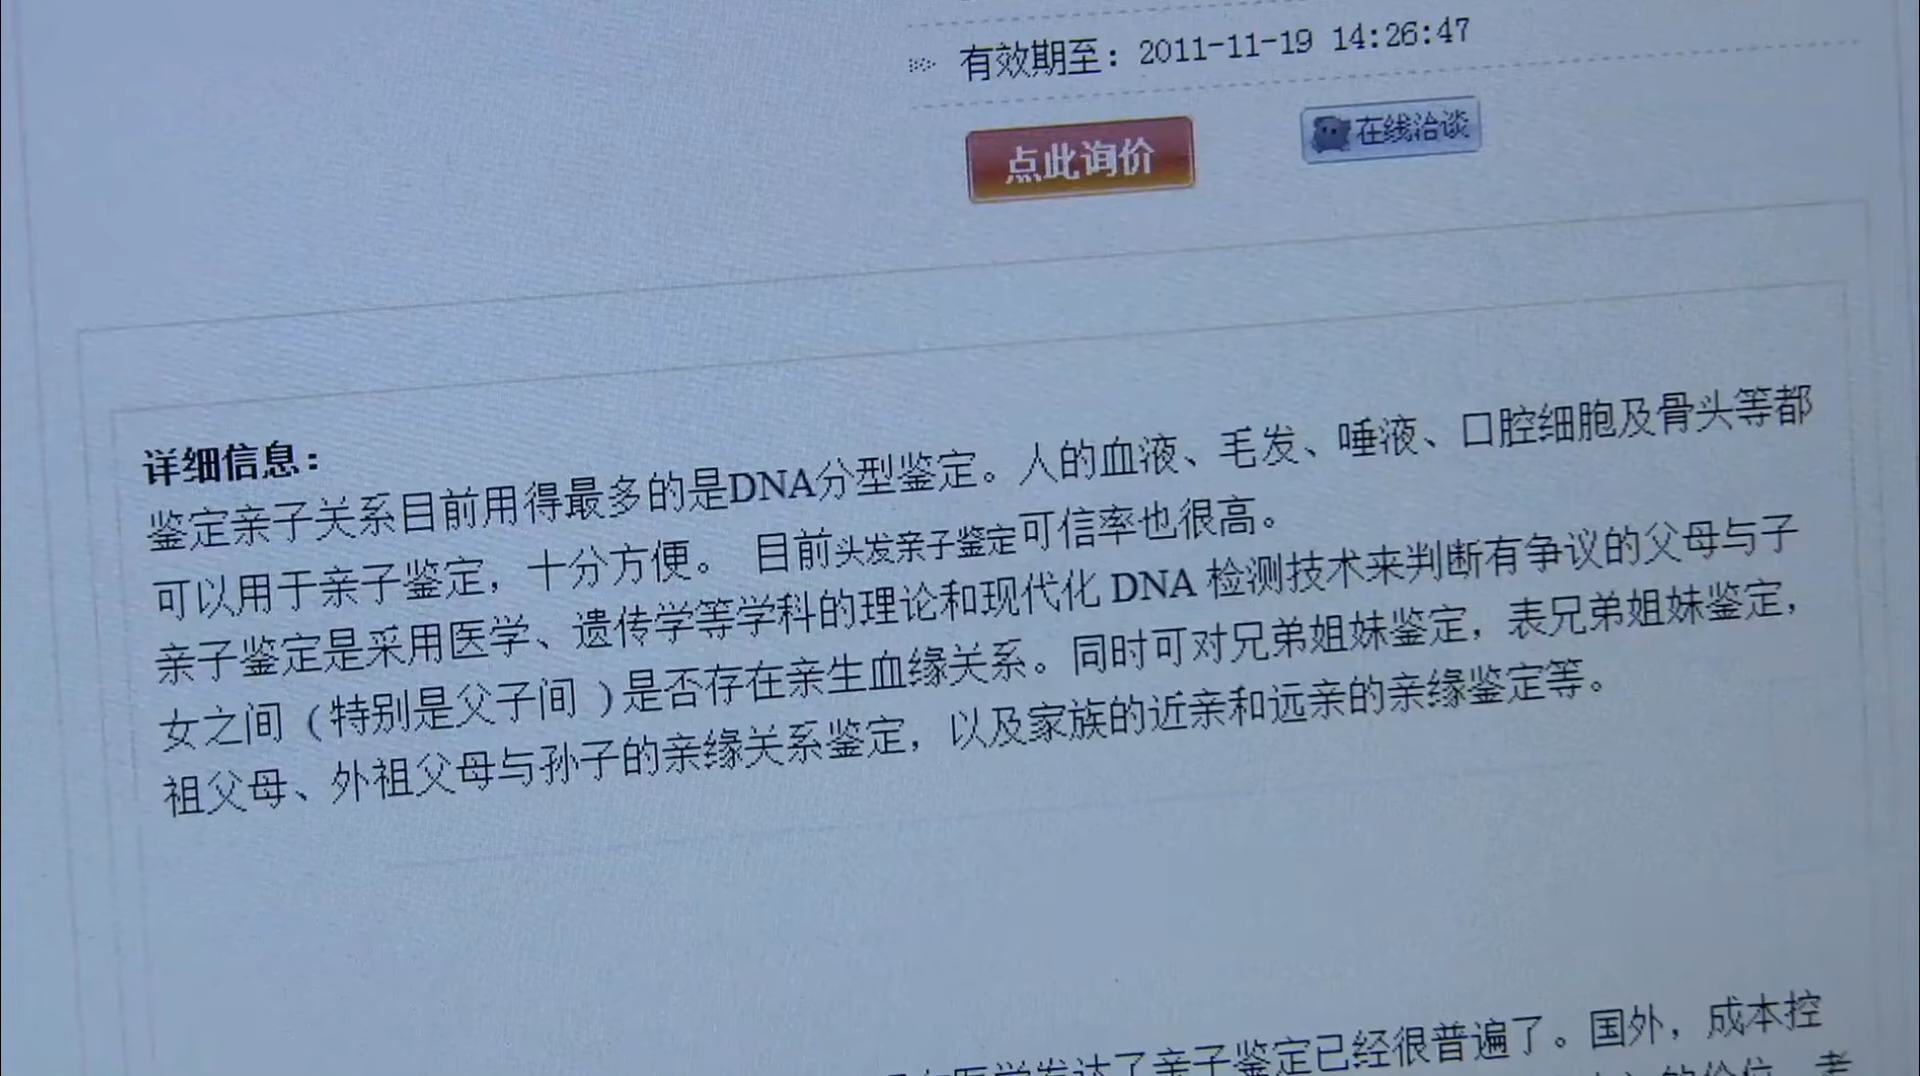 有效期至：2011-11-19 14:26:47
点此询价
在线洽谈
详细信息：
鉴定亲子关系目前用得最多的是DNA分型鉴定。人的血液、毛发、唾液、口腔细胞及骨头等都
可以用于亲子鉴定，十分方便。 目前头发亲子鉴定可信率也很高。
亲子鉴定是采用医学、遗传学等学科的理论和现代化 DNA 检测技术来判断有争议的父母与子
女之间（特别是父子间 ）是否存在亲生血缘关系。同时可对兄弟姐妹鉴定，表兄弟姐妹鉴定，
祖父母、外祖父母与孙子的亲缘关系鉴定，以及家族的近亲和远亲的亲缘鉴定等。
医学发达了亲子鉴定已经很普遍了。国外，成本控
的价位，考